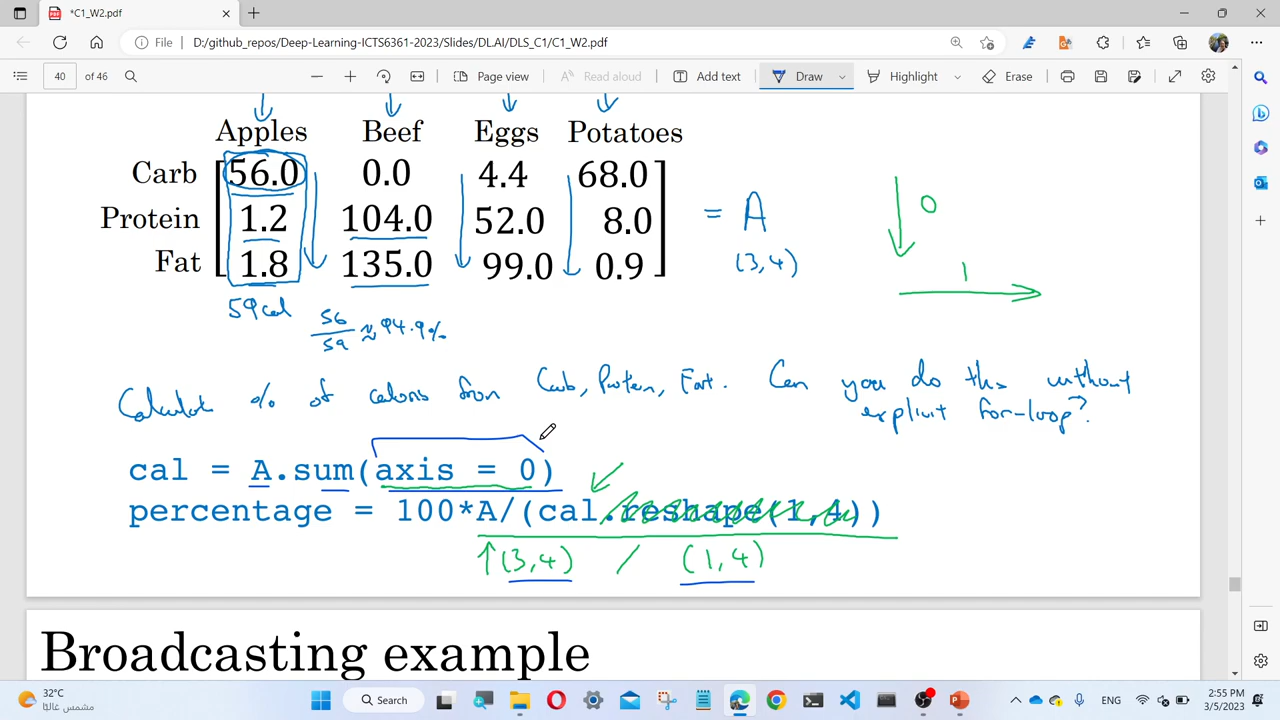 *C1_W2.pdf
File
D:/github_repos/Deep-Learning-ICTS6361-2023/Slides/DL.AI/DLS_C1/C1_W2.pdf
40 of 46
Page view
Read aloud
Add text
Draw
Highlight
Erase
Apples Beef Eggs Potatoes
Carb 56.0 0.0 4.4 68.0
Protein 1.2 104.0 52.0 8.0
Fat 1.8 135.0 99.0 0.9
= A
(3,4)
0
1
59 cal
56/59 ≈ 94.9%
Calculate % of calories from Carb, Protein, Fat. Can you do this without
explicit for-loop?
cal = A.sum(axis = 0)
percentage = 100*A/(cal.reshape(1,4))
↑(3,4) / (1,4)
Broadcasting example
32°C
مشمس غالبًا
Search
ENG
2:55 PM
3/5/2023